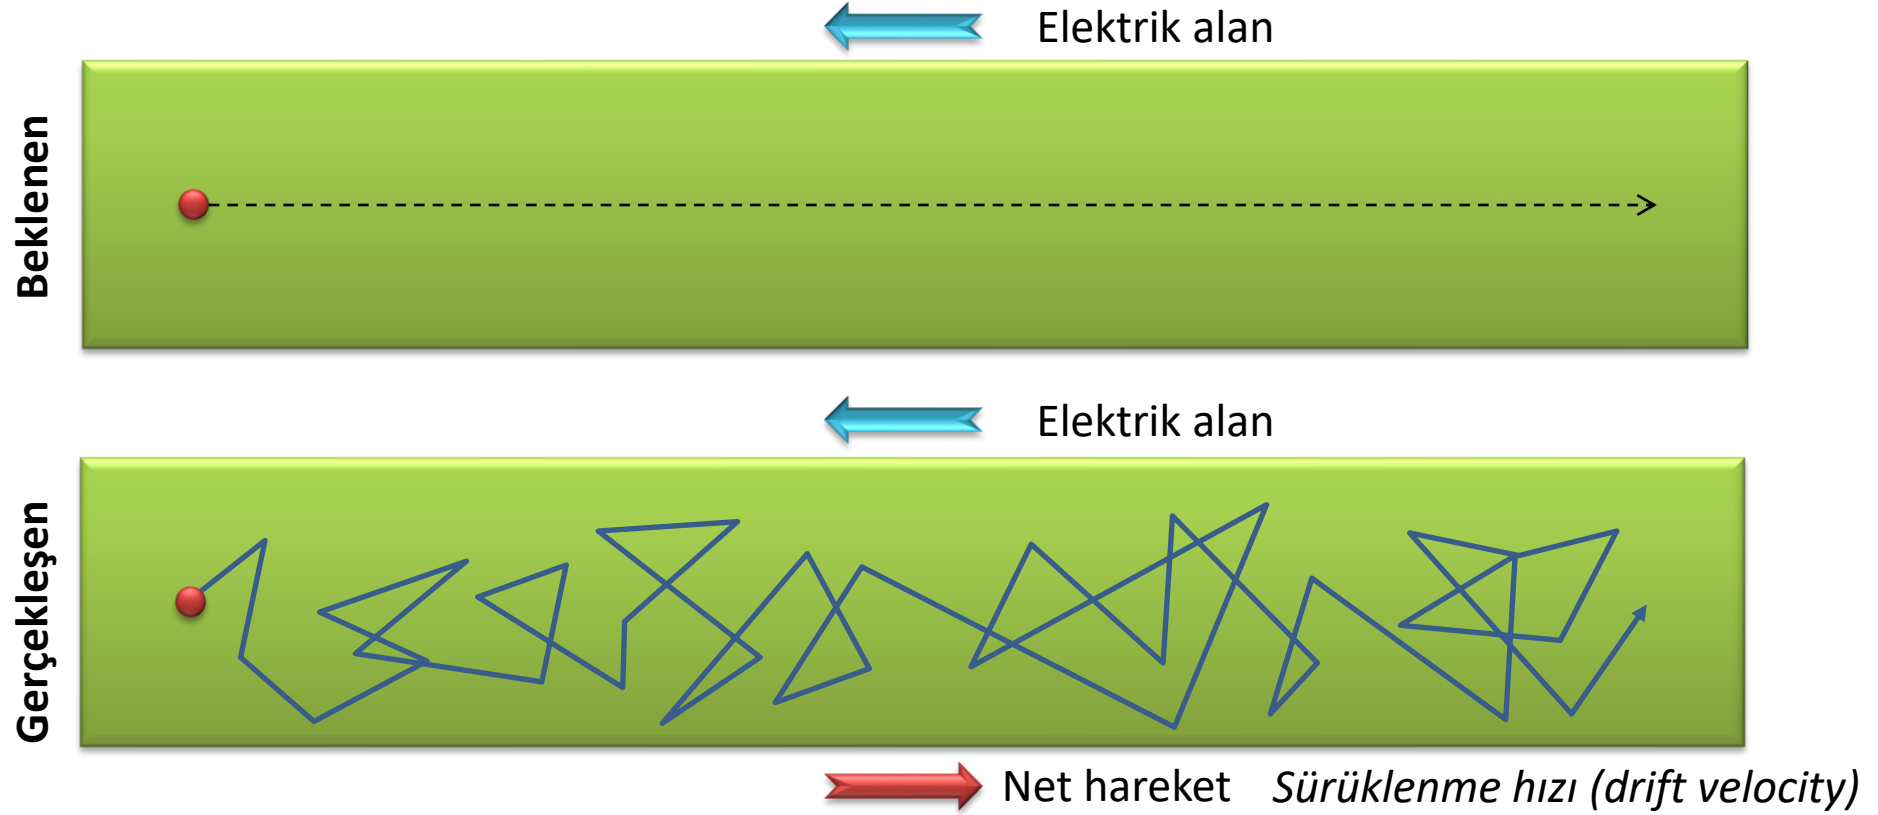 Elektrik alan
Beklenen
Elektrik alan
Gerçekleşen
Net hareket Sürüklenme hızı (drift velocity)